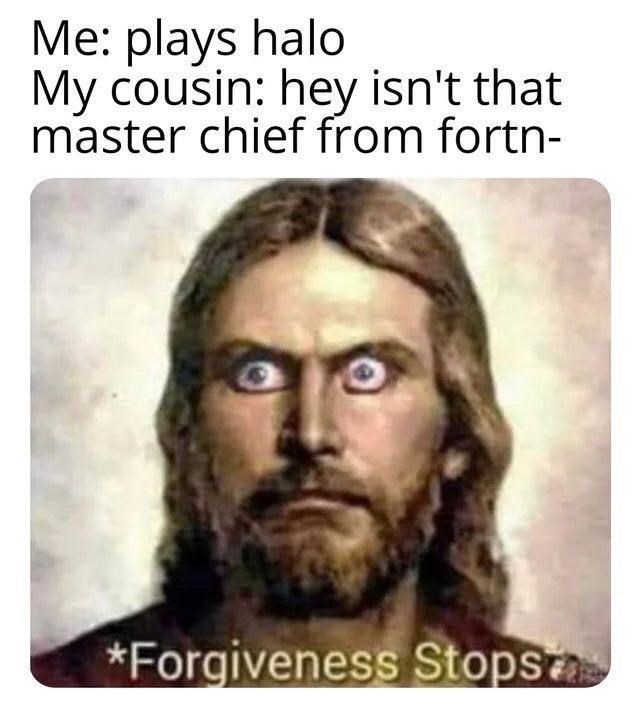 Me: plays halo
My cousin: hey isn't that
master chief from fortn-
*Forgiveness Stops*